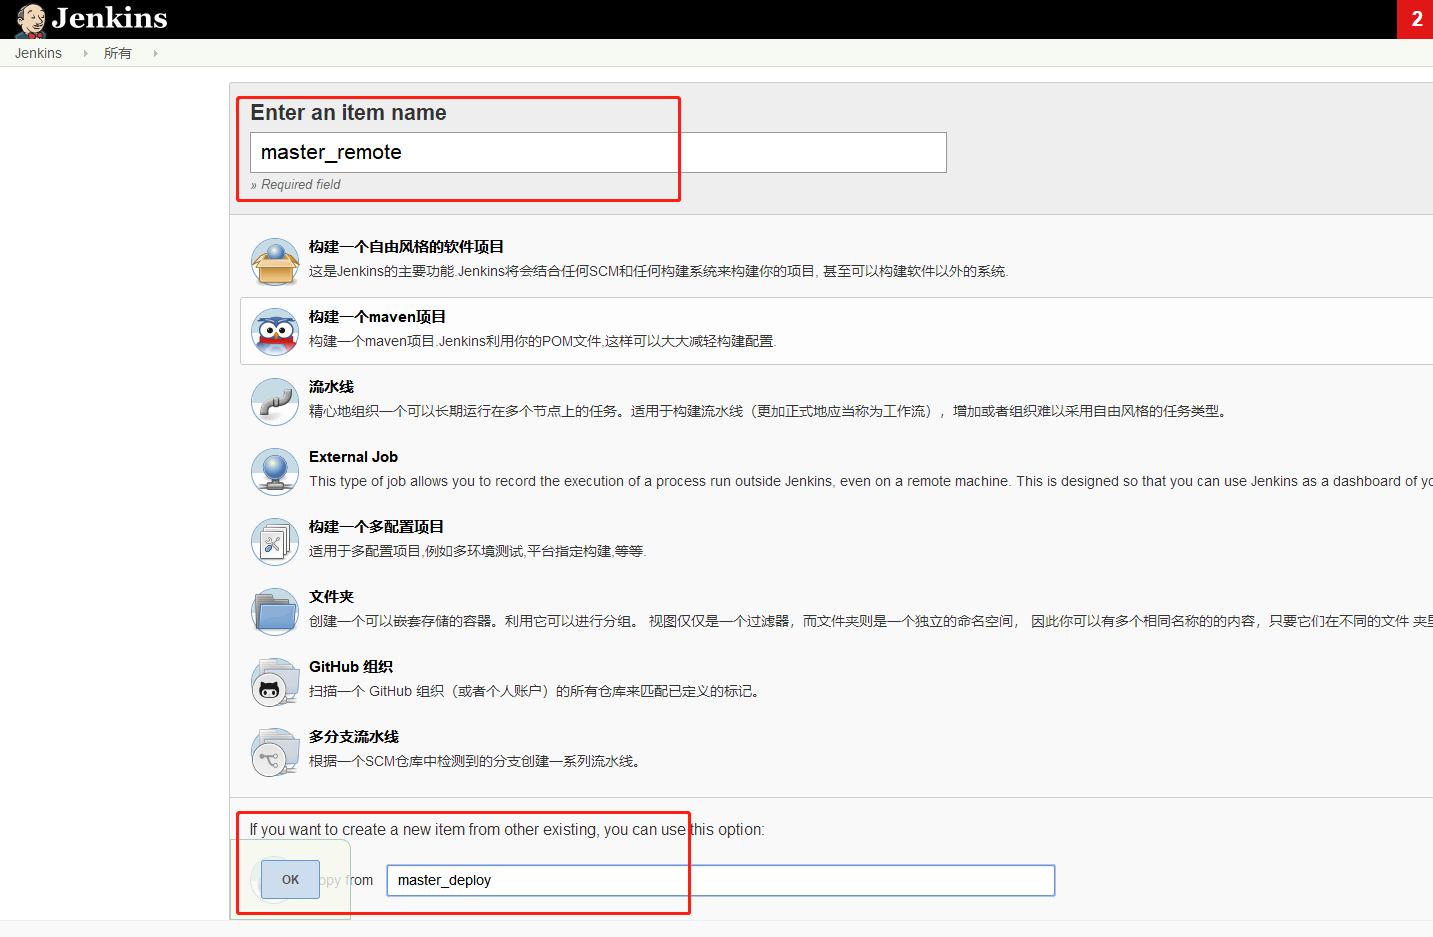 Jenkins
2
Jenkins
所有
Enter an item name
master_remote
» Required field
构建一个自由风格的软件项目
这是Jenkins的主要功能.Jenkins将会结合任何SCM和任何构建系统来构建你的项目, 甚至可以构建软件以外的系统.
构建一个maven项目
构建一个maven项目.Jenkins利用你的POM文件,这样可以大大减轻构建配置.
流水线
精心地组织一个可以长期运行在多个节点上的任务。适用于构建流水线（更加正式地应当称为工作流），增加或者组织难以采用自由风格的任务类型。
External Job
This type of job allows you to record the execution of a process run outside Jenkins, even on a remote machine. This is designed so that you can use Jenkins as a dashboard of
构建一个多配置项目
适用于多配置项目,例如多环境测试,平台指定构建,等等.
文件夹
创建一个可以嵌套存储的容器。利用它可以进行分组。 视图仅仅是一个过滤器，而文件夹则是一个独立的命名空间， 因此你可以有多个相同名称的的内容，只要它们在不同的文件 夹里
GitHub 组织
扫描一个 GitHub 组织（或者个人账户）的所有仓库来匹配已定义的标记。
多分支流水线
根据一个SCM仓库中检测到的分支创建一系列流水线。
If you want to create a new item from other existing, you can use this option:
OK
opy from
master_deploy